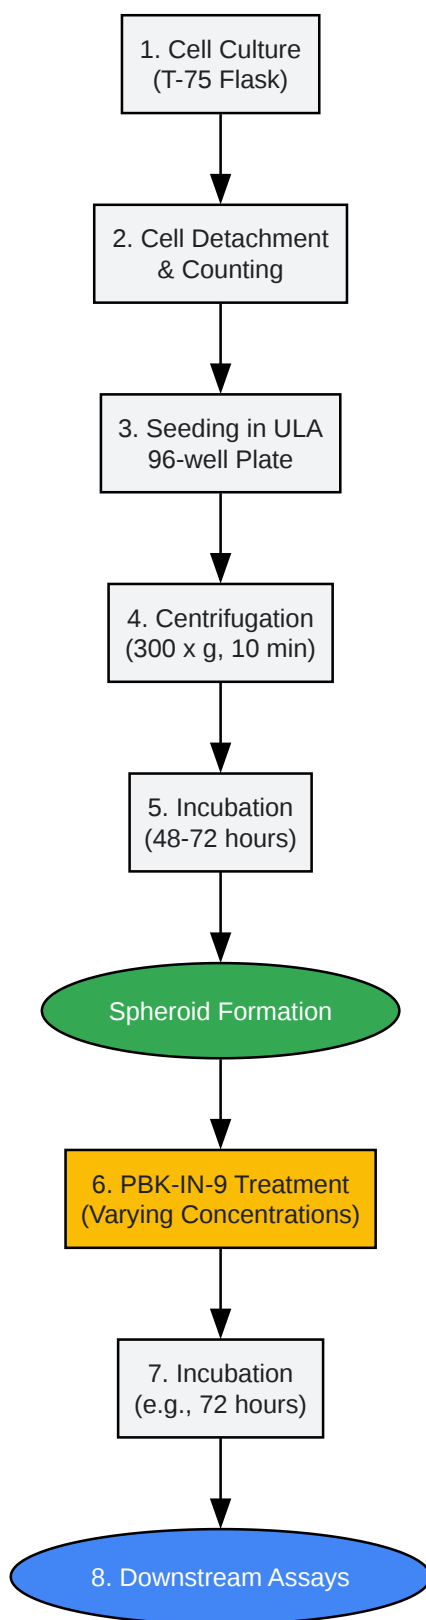 1. Cell Culture
(T-75 Flask)
2. Cell Detachment
& Counting
3. Seeding in ULA
96-well Plate
4. Centrifugation
(300 x g, 10 min)
5. Incubation
(48-72 hours)
Spheroid Formation
6. PBK-IN-9 Treatment
(Varying Concentrations)
7. Incubation
(e.g., 72 hours)
8. Downstream Assays